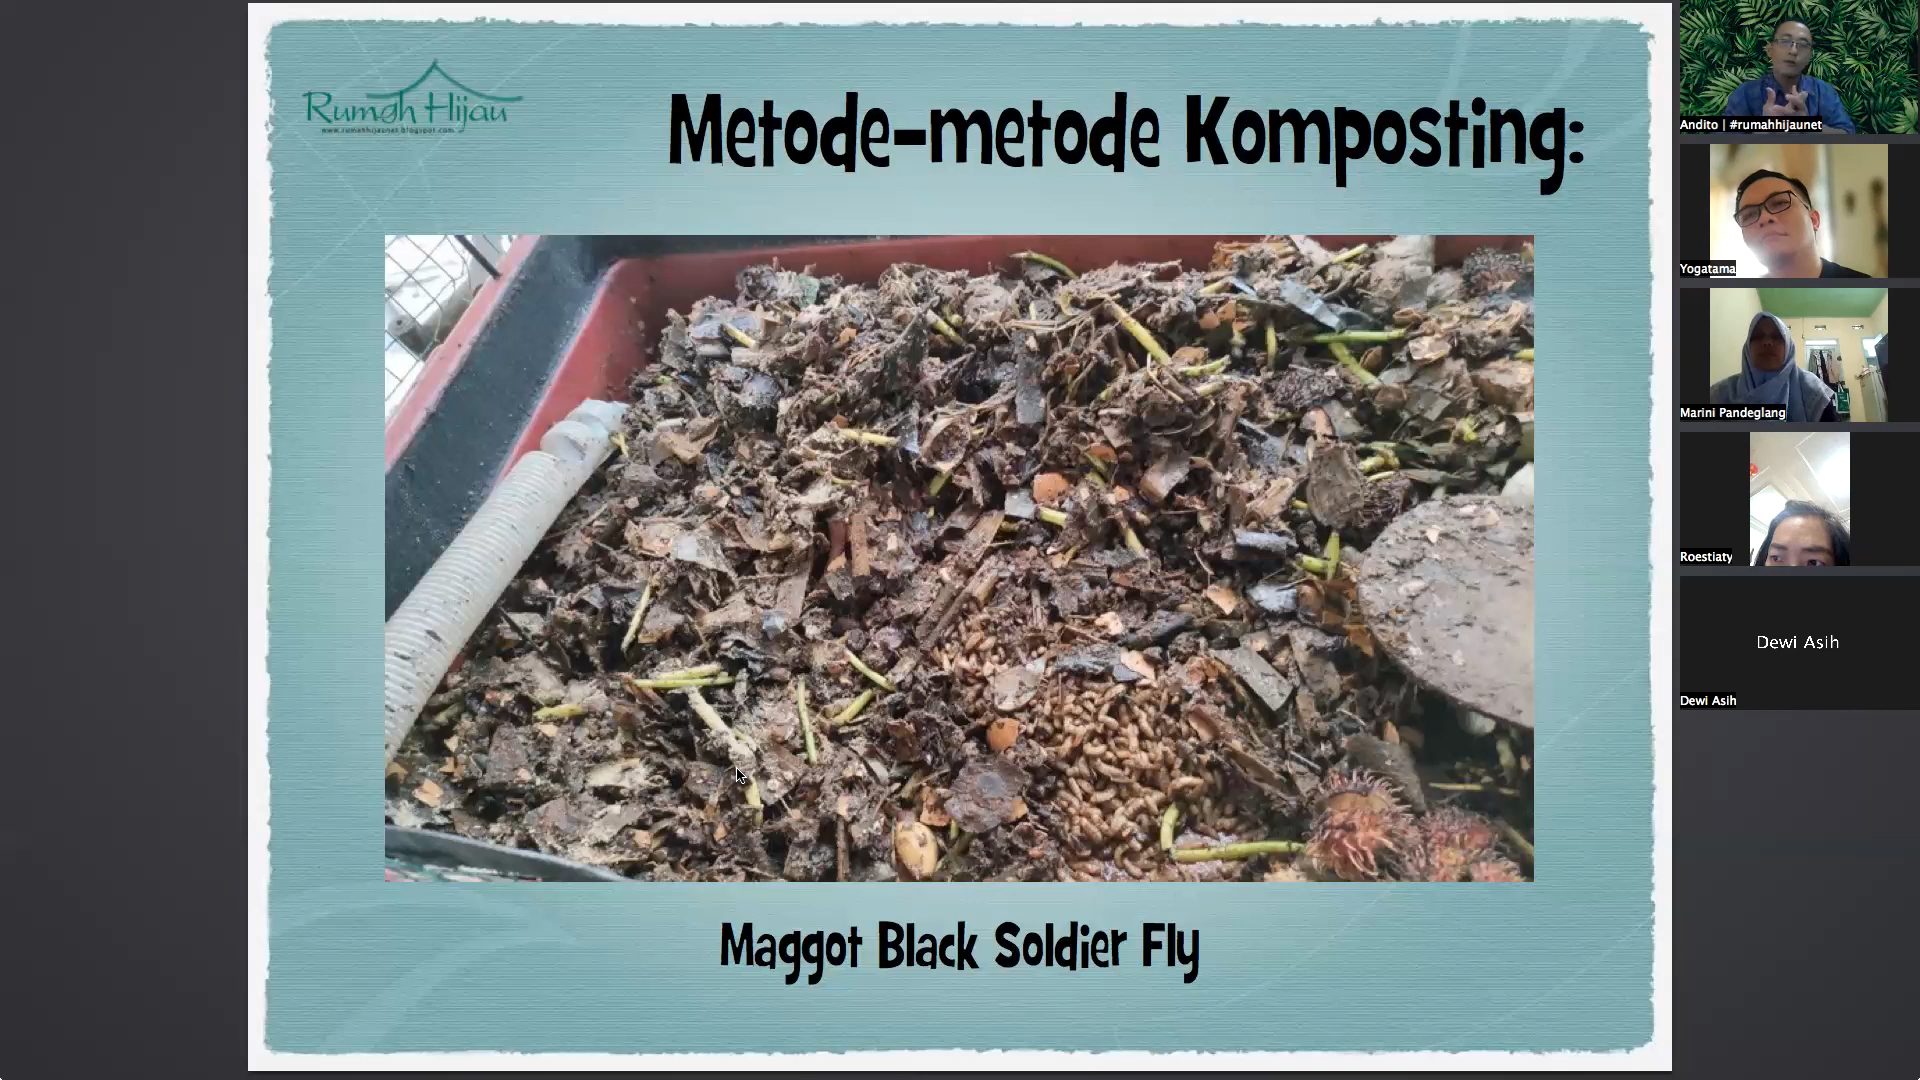 Rumah Hijau
www.rumahhijaunet.blogspot.com
Metode-metode Komposting:
Maggot Black Soldier Fly
Andito | #rumahhijaunet
Yogatama
Marini Pandeglang
Roestiaty
Dewi Asih
Dewi Asih